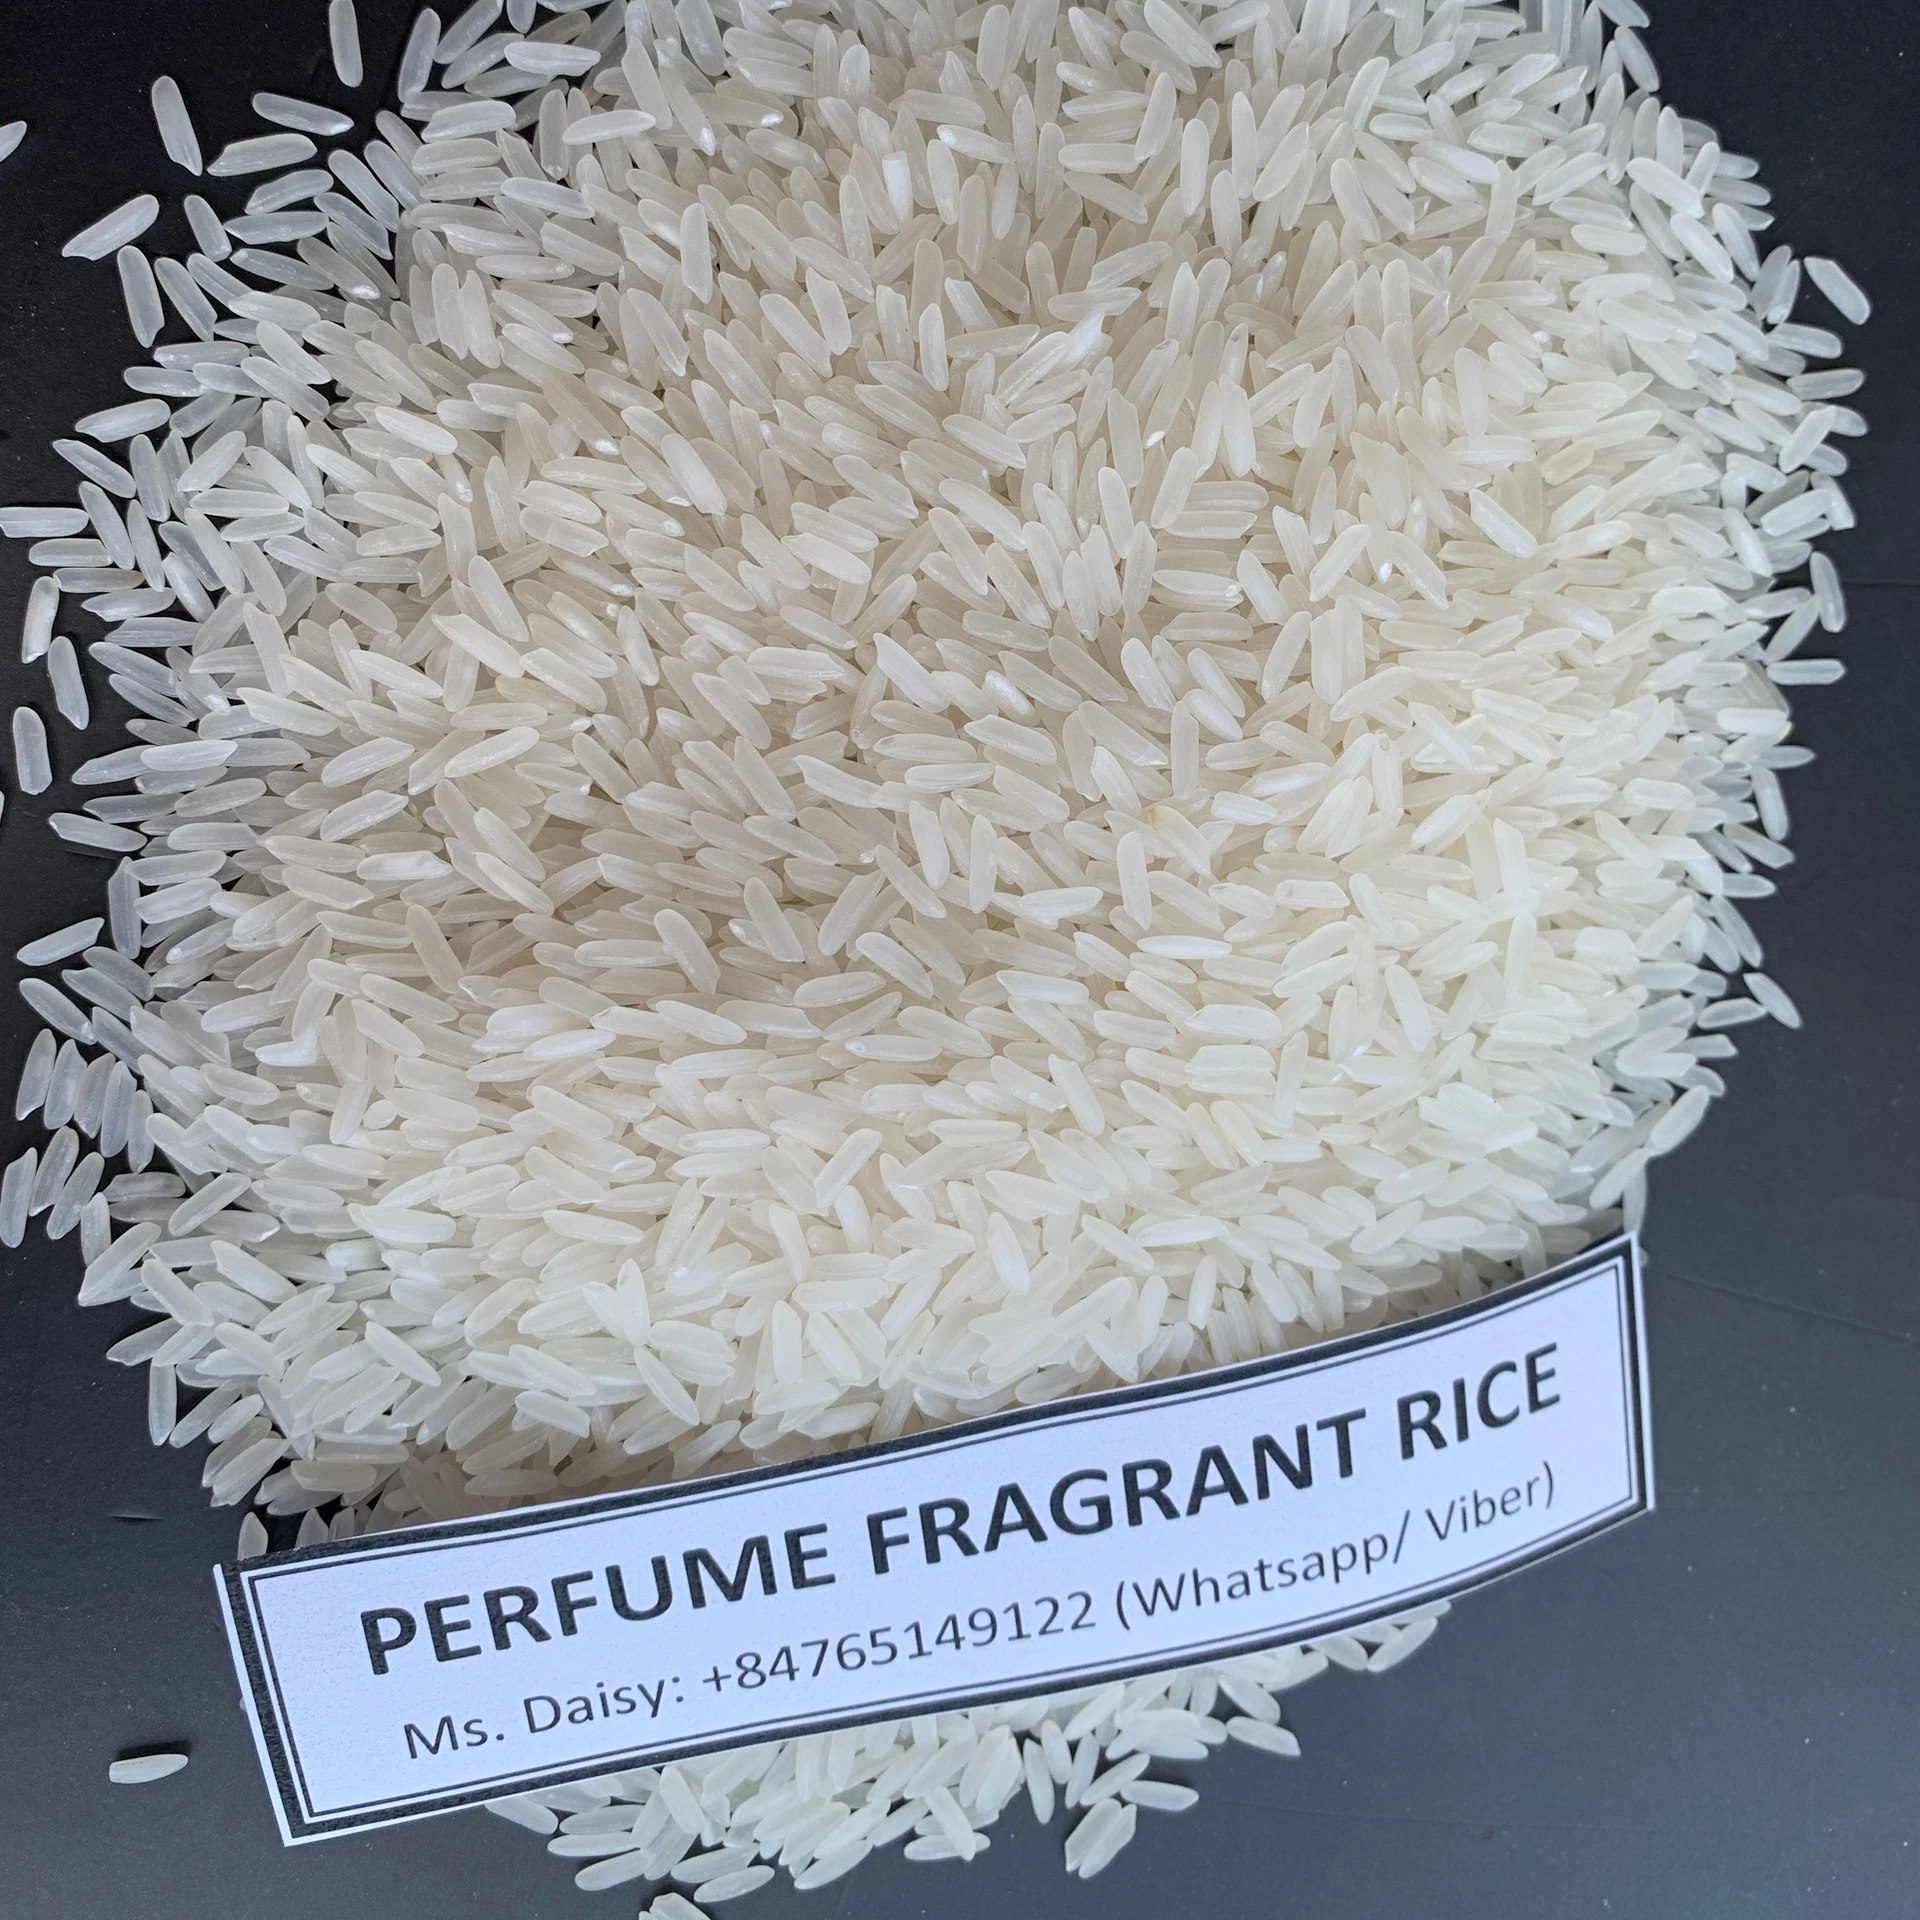 PERFUME FRAGRANT RICE
Ms. Daisy: +84765149122 (Whatsapp/ Viber)